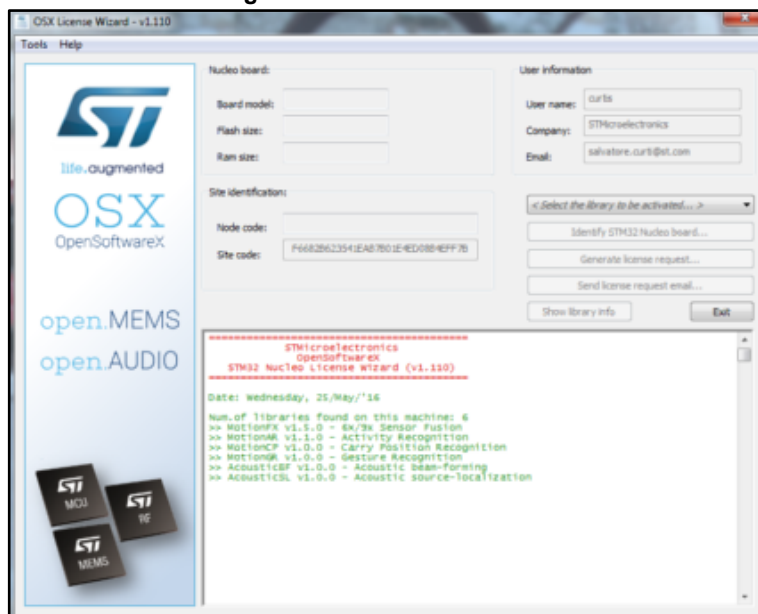 OSX License Wizard - v1.110
Tools Help
ST
life.augmented
OSX
OpenSoftwareX
open.MEMS
open.AUDIO
ST
MCU
ST
RF
ST
MEMS
Nucleo board:
Board model:
Flash size:
Ram size:
User information
User name: curtis
Company: STMicroelectronics
Email: salvatore.curti@st.com
Site identification:
Node code:
Site code:
< Select the library to be activated... >
Identify STM32 Nucleo board...
Generate license request...
Send license request email...
Show library info
Exit
==========================================
STMicroelectronics
OpenSoftwareX
STM32 Nucleo License Wizard (v1.110)
==========================================
Date: Wednesday, 25/May/'16
Num.of libraries found on this machine: 6
>> MotionFX v1.5.0 - 6x/9x Sensor Fusion
>> MotionAR v1.1.0 - Activity Recognition
>> MotionCP v1.0.0 - Carry Position Recognition
>> MotionGR v1.0.0 - Gesture Recognition
>> AcousticBF v1.0.0 - Acoustic beam-forming
>> AcousticSL v1.0.0 - Acoustic source-localization